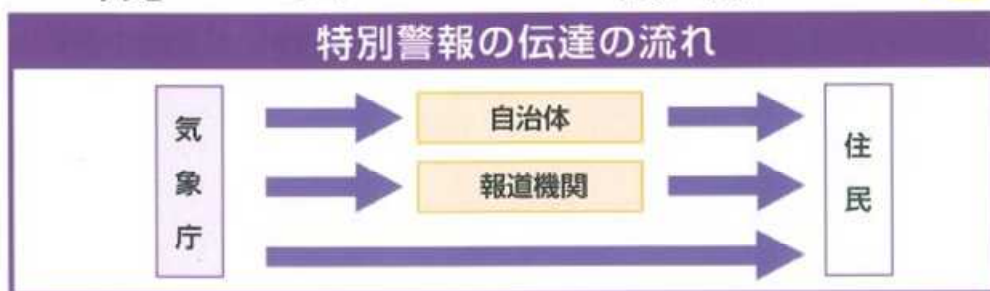 特別警報の伝達の流れ
気象庁
自治体
報道機関
住民